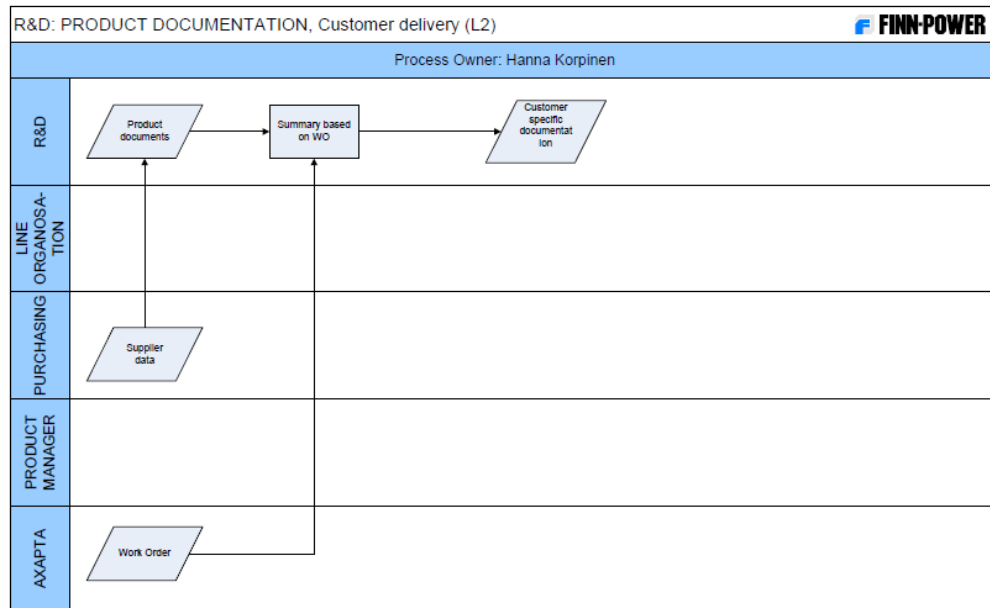 R&D: PRODUCT DOCUMENTATION, Customer delivery (L2)
FINN-POWER
Process Owner: Hanna Korpinen
R&D
Product
documents
Summary based
on WO
Customer
specific
documentat
ion
LINE
ORGANOSA-
TION
PURCHASING
Supplier
data
PRODUCT
MANAGER
AXAPTA
Work Order